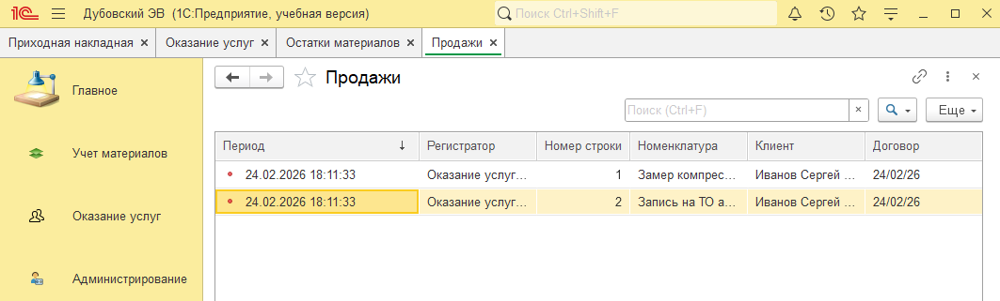 1С Дубовский ЭВ (1С:Предприятие, учебная версия) Поиск Ctrl+Shift+F
Приходная накладная × Оказание услуг × Остатки материалов × Продажи ×
Главное
Учет материалов
Оказание услуг
Администрирование
Продажи
Поиск (Ctrl+F) × Еще
Период ↓ Регистратор Номер строки Номенклатура Клиент Договор
24.02.2026 18:11:33 Оказание услуг... 1 Замер компрес... Иванов Сергей ... 24/02/26
24.02.2026 18:11:33 Оказание услуг... 2 Запись на ТО а... Иванов Сергей ... 24/02/26